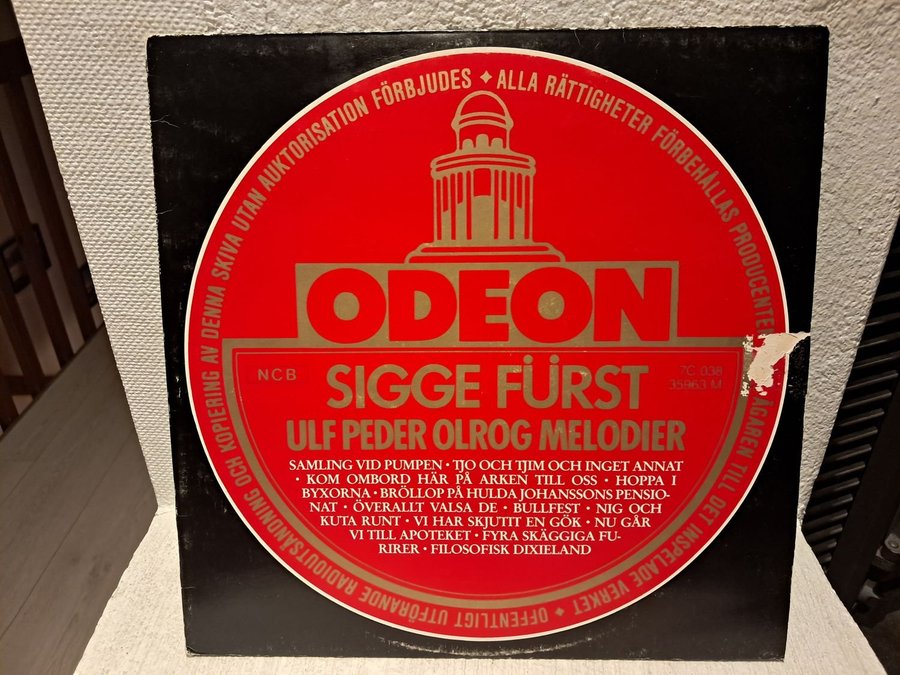 OCH KOPIERING AV DENNA SKIVA UTAN AUKTORISATION FÖRBJUDES ✦ ALLA RÄTTIGHETER FÖRBEHÅLLAS PRODUCENTE ÄGAREN TILL DET INSPELADE VERKET ✦ OFFENTLIGT UTFÖRANDE RADIOUTSÄNDNING
ODEON
NCB
SIGGE FÜRST
7C 038
35963 M
ULF PEDER OLROG MELODIER
SAMLING VID PUMPEN · TJO OCH TJIM OCH INGET ANNAT
· KOM OMBORD HÄR PÅ ARKEN TILL OSS · HOPPA I
BYXORNA · BRÖLLOP PÅ HULDA JOHANSSONS PENSIO-
NAT · ÖVERALLT VALSA DE · BULLFEST · NIG OCH
KUTA RUNT · VI HAR SKJUTIT EN GÖK · NU GÅR
VI TILL APOTEKET · FYRA SKÄGGIGA FU-
RIRER · FILOSOFISK DIXIELAND